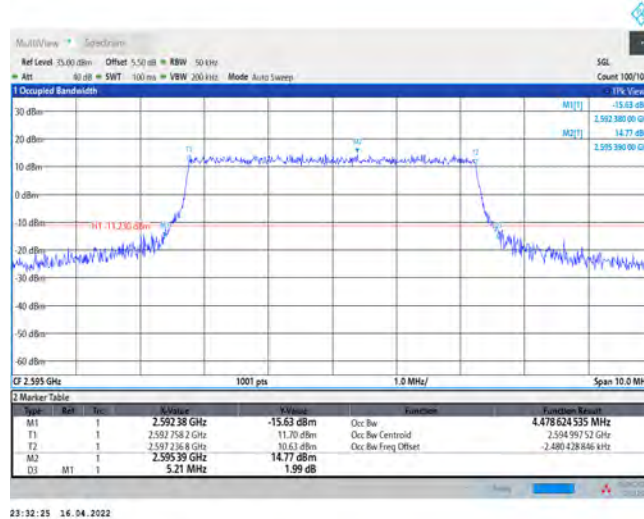 MultiView Spectrum
Ref Level 35.00 dBm Offset 5.50 dB RBW 50 kHz SGL
Att 40 dB SWT 100 ms VBW 200 kHz Mode Auto Sweep Count 100/10
1 Occupied Bandwidth 1Pk View
M1[1] -15.63 dB
2.592 380 00 G
M2[1] 14.77 dB
2.595 390 00 G
30 dBm
20 dBm
M2
T1 T2
10 dBm
0 dBm
-10 dBm
H1 -11.230 dBm
-20 dBm
-30 dBm
-40 dBm
-50 dBm
-60 dBm
CF 2.595 GHz 1001 pts 1.0 MHz/ Span 10.0 M
2 Marker Table
Type Ref Trc X-Value Y-Value Function Function Result
M1 1 2.592 38 GHz -15.63 dBm Occ Bw 4.478 624 535 MHz
T1 1 2.592 758 2 GHz 11.70 dBm Occ Bw Centroid 2.594 997 52 GHz
T2 1 2.597 236 8 GHz 10.63 dBm Occ Bw Freq Offset -2.480 428 846 kHz
M2 1 2.595 39 GHz 14.77 dBm
D3 M1 1 5.21 MHz 1.99 dB
23:32:25 16.04.2022